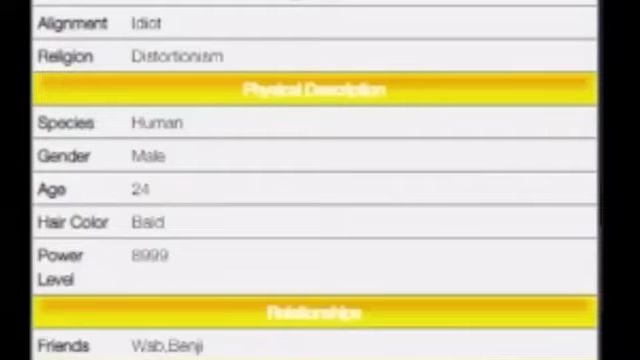 Alignment Idiot
Religion Distortionism
Physical Description
Species Human
Gender Male
Age 24
Hair Color Bald
Power Level 8999
Relationships
Friends Wab,Benji